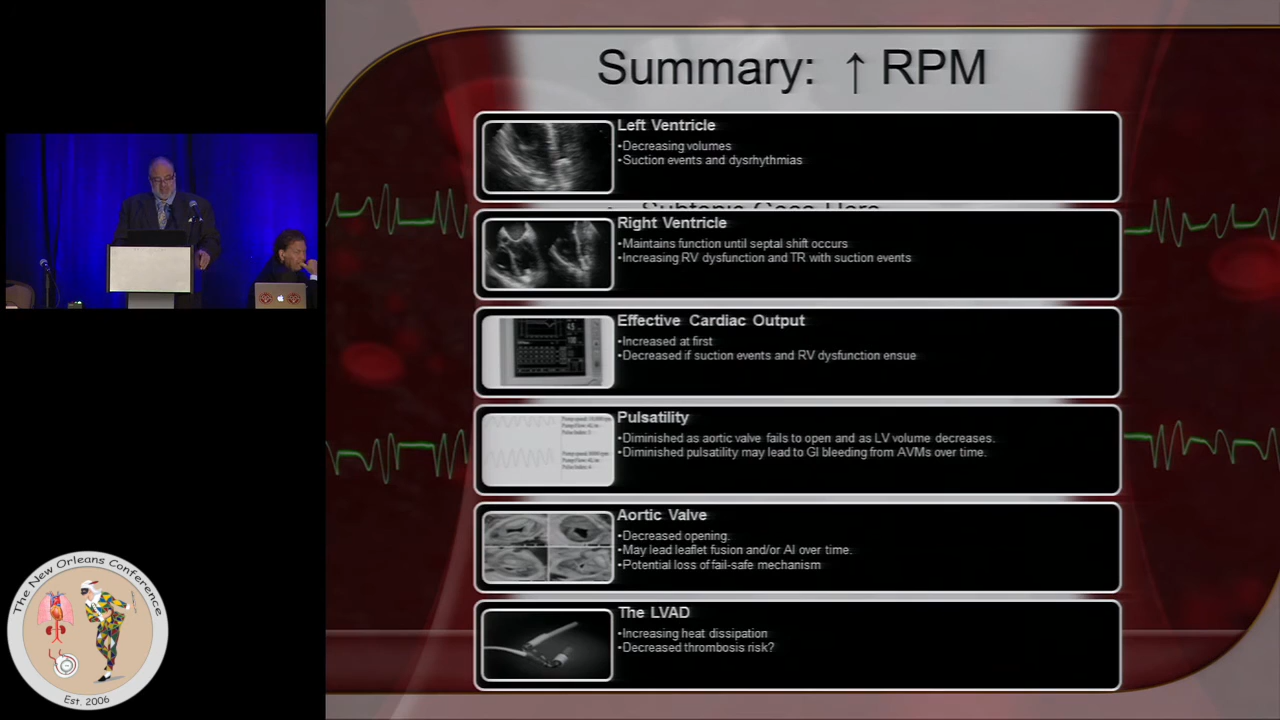 Summary: ↑ RPM
Left Ventricle
•Decreasing volumes
•Suction events and dysrhythmias
Subtopic Goes Here
Right Ventricle
•Maintains function until septal shift occurs
•Increasing RV dysfunction and TR with suction events
Effective Cardiac Output
•Increased at first
•Decreased if suction events and RV dysfunction ensue
Pulsatility
•Diminished as aortic valve fails to open and as LV volume decreases.
•Diminished pulsatility may lead to GI bleeding from AVMs over time.
Aortic Valve
•Decreased opening.
•May lead leaflet fusion and/or AI over time.
•Potential loss of fail-safe mechanism
The LVAD
•Increasing heat dissipation
•Decreased thrombosis risk?
The New Orleans Conference
Est. 2006